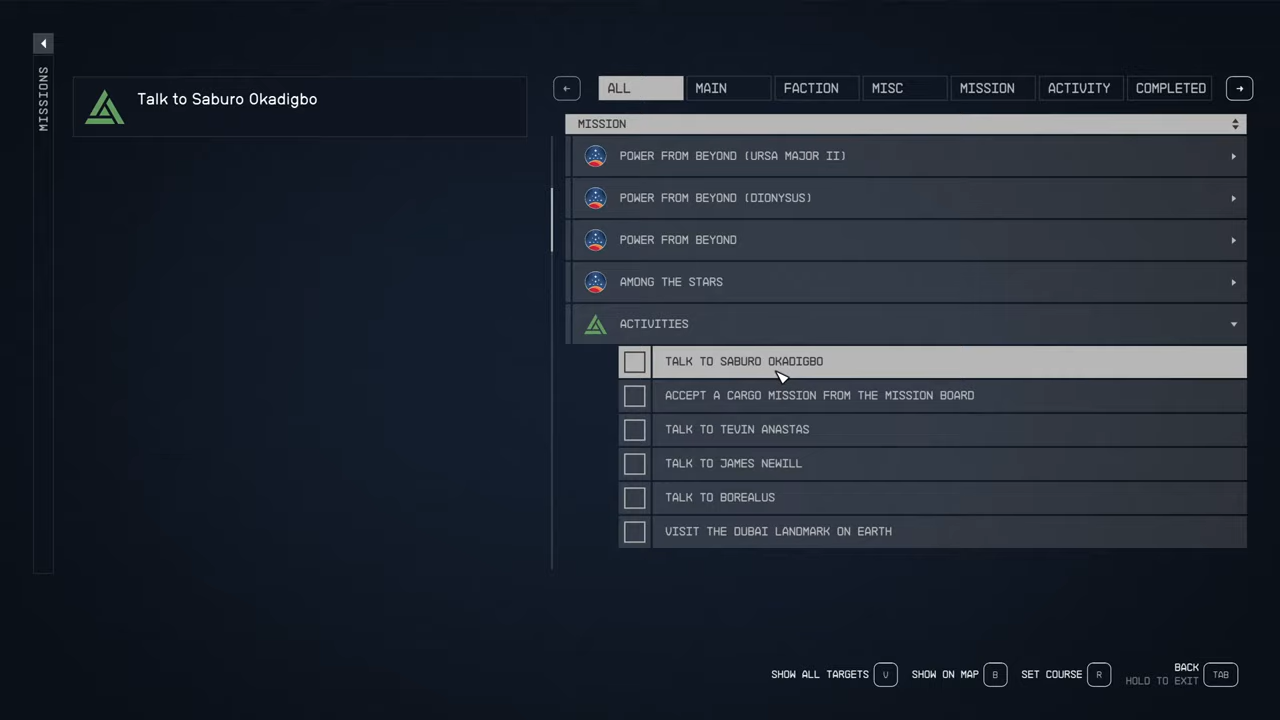 MISSIONS
Talk to Saburo Okadigbo
ALL MAIN FACTION MISC MISSION ACTIVITY COMPLETED
MISSION
POWER FROM BEYOND (URSA MAJOR II)
POWER FROM BEYOND (DIONYSUS)
POWER FROM BEYOND
AMONG THE STARS
ACTIVITIES
TALK TO SABURO OKADIGBO
ACCEPT A CARGO MISSION FROM THE MISSION BOARD
TALK TO TEVIN ANASTAS
TALK TO JAMES NEWILL
TALK TO BOREALUS
VISIT THE DUBAI LANDMARK ON EARTH
SHOW ALL TARGETS V SHOW ON MAP B SET COURSE R BACK TAB
HOLD TO EXIT